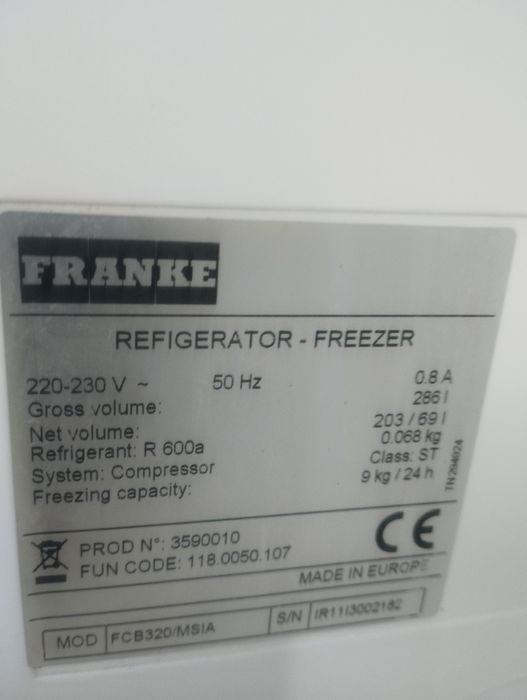 FRANKE
REFIGERATOR - FREEZER
220-230 V ~ 50 Hz 0.8 A
Gross volume: 286 l
Net volume: 203 / 69 l
Refrigerant: R 600a 0.068 kg
System: Compressor Class: ST
Freezing capacity: 9 kg / 24 h
TN 204924
PROD N°: 3590010
FUN CODE: 118.0050.107
CE
MADE IN EUROPE
MOD FCB320/MSIA S/N IR11I3002182